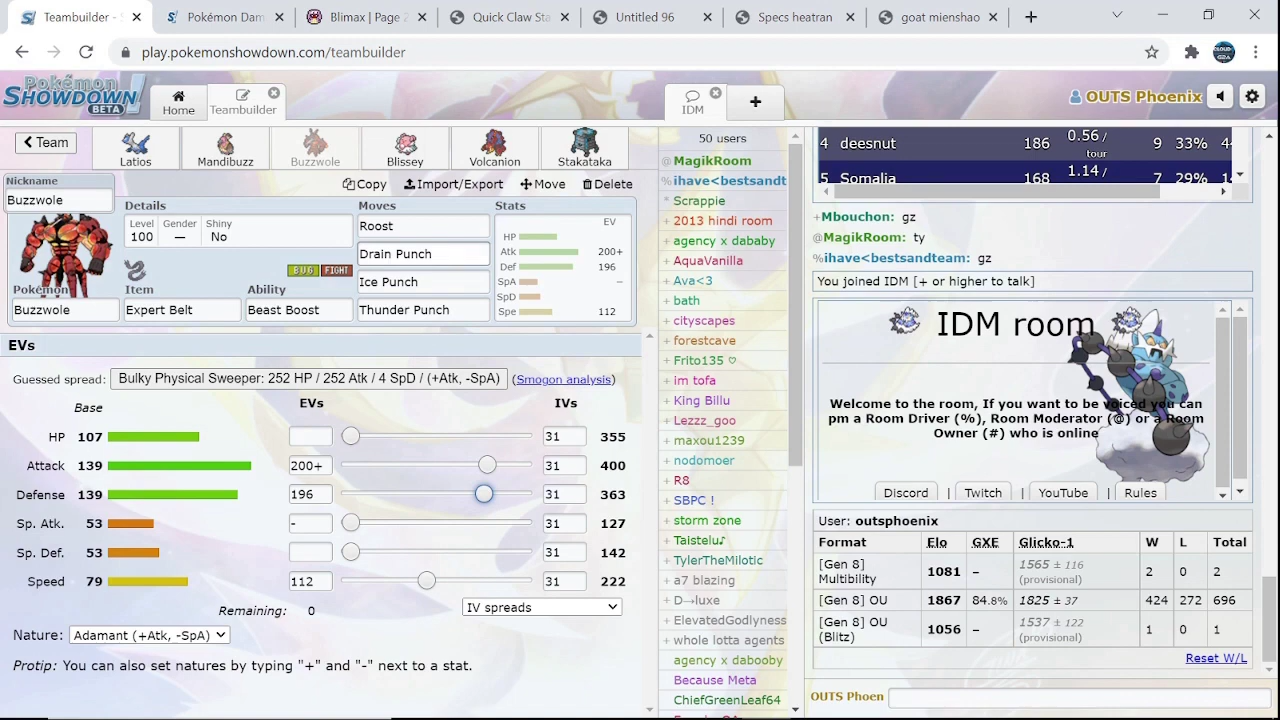 Teambuilder - S
Pokémon Dam
Blimax | Page 2
Quick Claw Sta
Untitled 96
Specs heatran
goat mienshao
play.pokemonshowdown.com/teambuilder
Pokémon
SHOWDOWN!
BETA
Home
Teambuilder
IDM
OUTS Phoenix
Team
Latios
Mandibuzz
Buzzwole
Blissey
Volcanion
Stakataka
Nickname
Buzzwole
Copy
Import/Export
Move
Delete
Details
Level
100
Gender
—
Shiny
No
BUG
FIGHT
Pokémon
Buzzwole
Item
Expert Belt
Ability
Beast Boost
Moves
Roost
Drain Punch
Ice Punch
Thunder Punch
Stats
EV
HP
Atk 200+
Def 196
SpA –
SpD
Spe 112
EVs
Guessed spread: Bulky Physical Sweeper: 252 HP / 252 Atk / 4 SpD / (+Atk, -SpA) (Smogon analysis)
Base EVs IVs
HP 107 31 355
Attack 139 200+ 31 400
Defense 139 196 31 363
Sp. Atk. 53 - 31 127
Sp. Def. 53 31 142
Speed 79 112 31 222
Remaining: 0
IV spreads
Nature: Adamant (+Atk, -SpA)
Protip: You can also set natures by typing "+" and "-" next to a stat.
50 users
@MagikRoom
%ihave<bestsandt
* Scrappie
+ 2013 hindi room
+ agency x dababy
+ AquaVanilla
+ Ava<3
+ bath
+ cityscapes
+ forestcave
+ Frito135 ♡
+ im tofa
+ King Billu
+ Lezzz_goo
+ maxou1239
+ nodomoer
+ R8
+ SBPC !
+ storm zone
+ Taistelu♪
+ TylerTheMilotic
+ a7 blazing
+ D→luxe
+ ElevatedGodlyness
+ whole lotta agents
agency x dabooby
Because Meta
ChiefGreenLeaf64
4 deesnut 186 0.56 / tour 9 33%
5 Somalia 168 1.14 / 7 29%
+Mbouchon: gz
@MagikRoom: ty
%ihave<bestsandteam: gz
You joined IDM [+ or higher to talk]
IDM room
Welcome to the room, If you want to be voiced you can
pm a Room Driver (%), Room Moderator (@) or a Room
Owner (#) who is online
Discord | Twitch | YouTube | Rules
User: outsphoenix
Format Elo GXE Glicko-1 W L Total
[Gen 8] Multibility 1081 – 1565 ± 116 (provisional) 2 0 2
[Gen 8] OU 1867 84.8% 1825 ± 37 424 272 696
[Gen 8] OU (Blitz) 1056 – 1537 ± 122 (provisional) 1 0 1
Reset W/L
OUTS Phoen